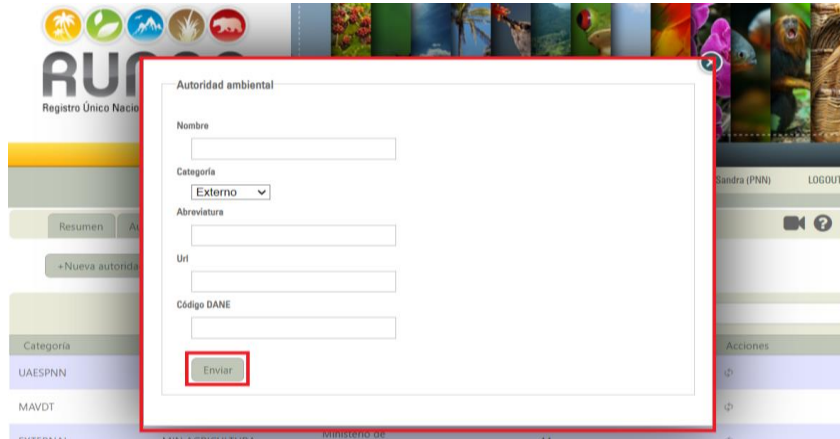 Registro Único Nacio
Autoridad ambiental
Nombre
Categoría
Externo
Sandra (PNN) LOGOUT
Abreviatura
Resumen
Url
+Nueva autorida
Código DANE
Categoría
Acciones
Enviar
UAESPNN
MAVDT
Ministerio de